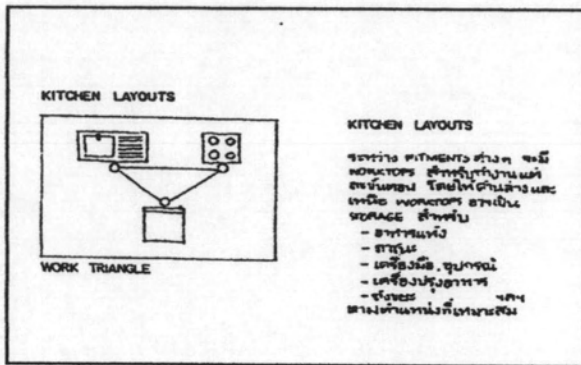 KITCHEN LAYOUTS
WORK TRIANGLE
KITCHEN LAYOUTS
ระหว่าง FITMENTS ต่างๆ จะมี
WORKTOPS สำหรับทำงานแต่
ละขั้นตอน โดยใต้ด้านล่างและ
เหนือ WORKTOPS อาจเป็น
STORAGE สำหรับ
- อาหารแห้ง
- ภาชนะ
- เครื่องมือ, อุปกรณ์
- เครื่องปรุงอาหาร
- ถังขยะ ฯลฯ
ตามตำแหน่งที่เหมาะสม